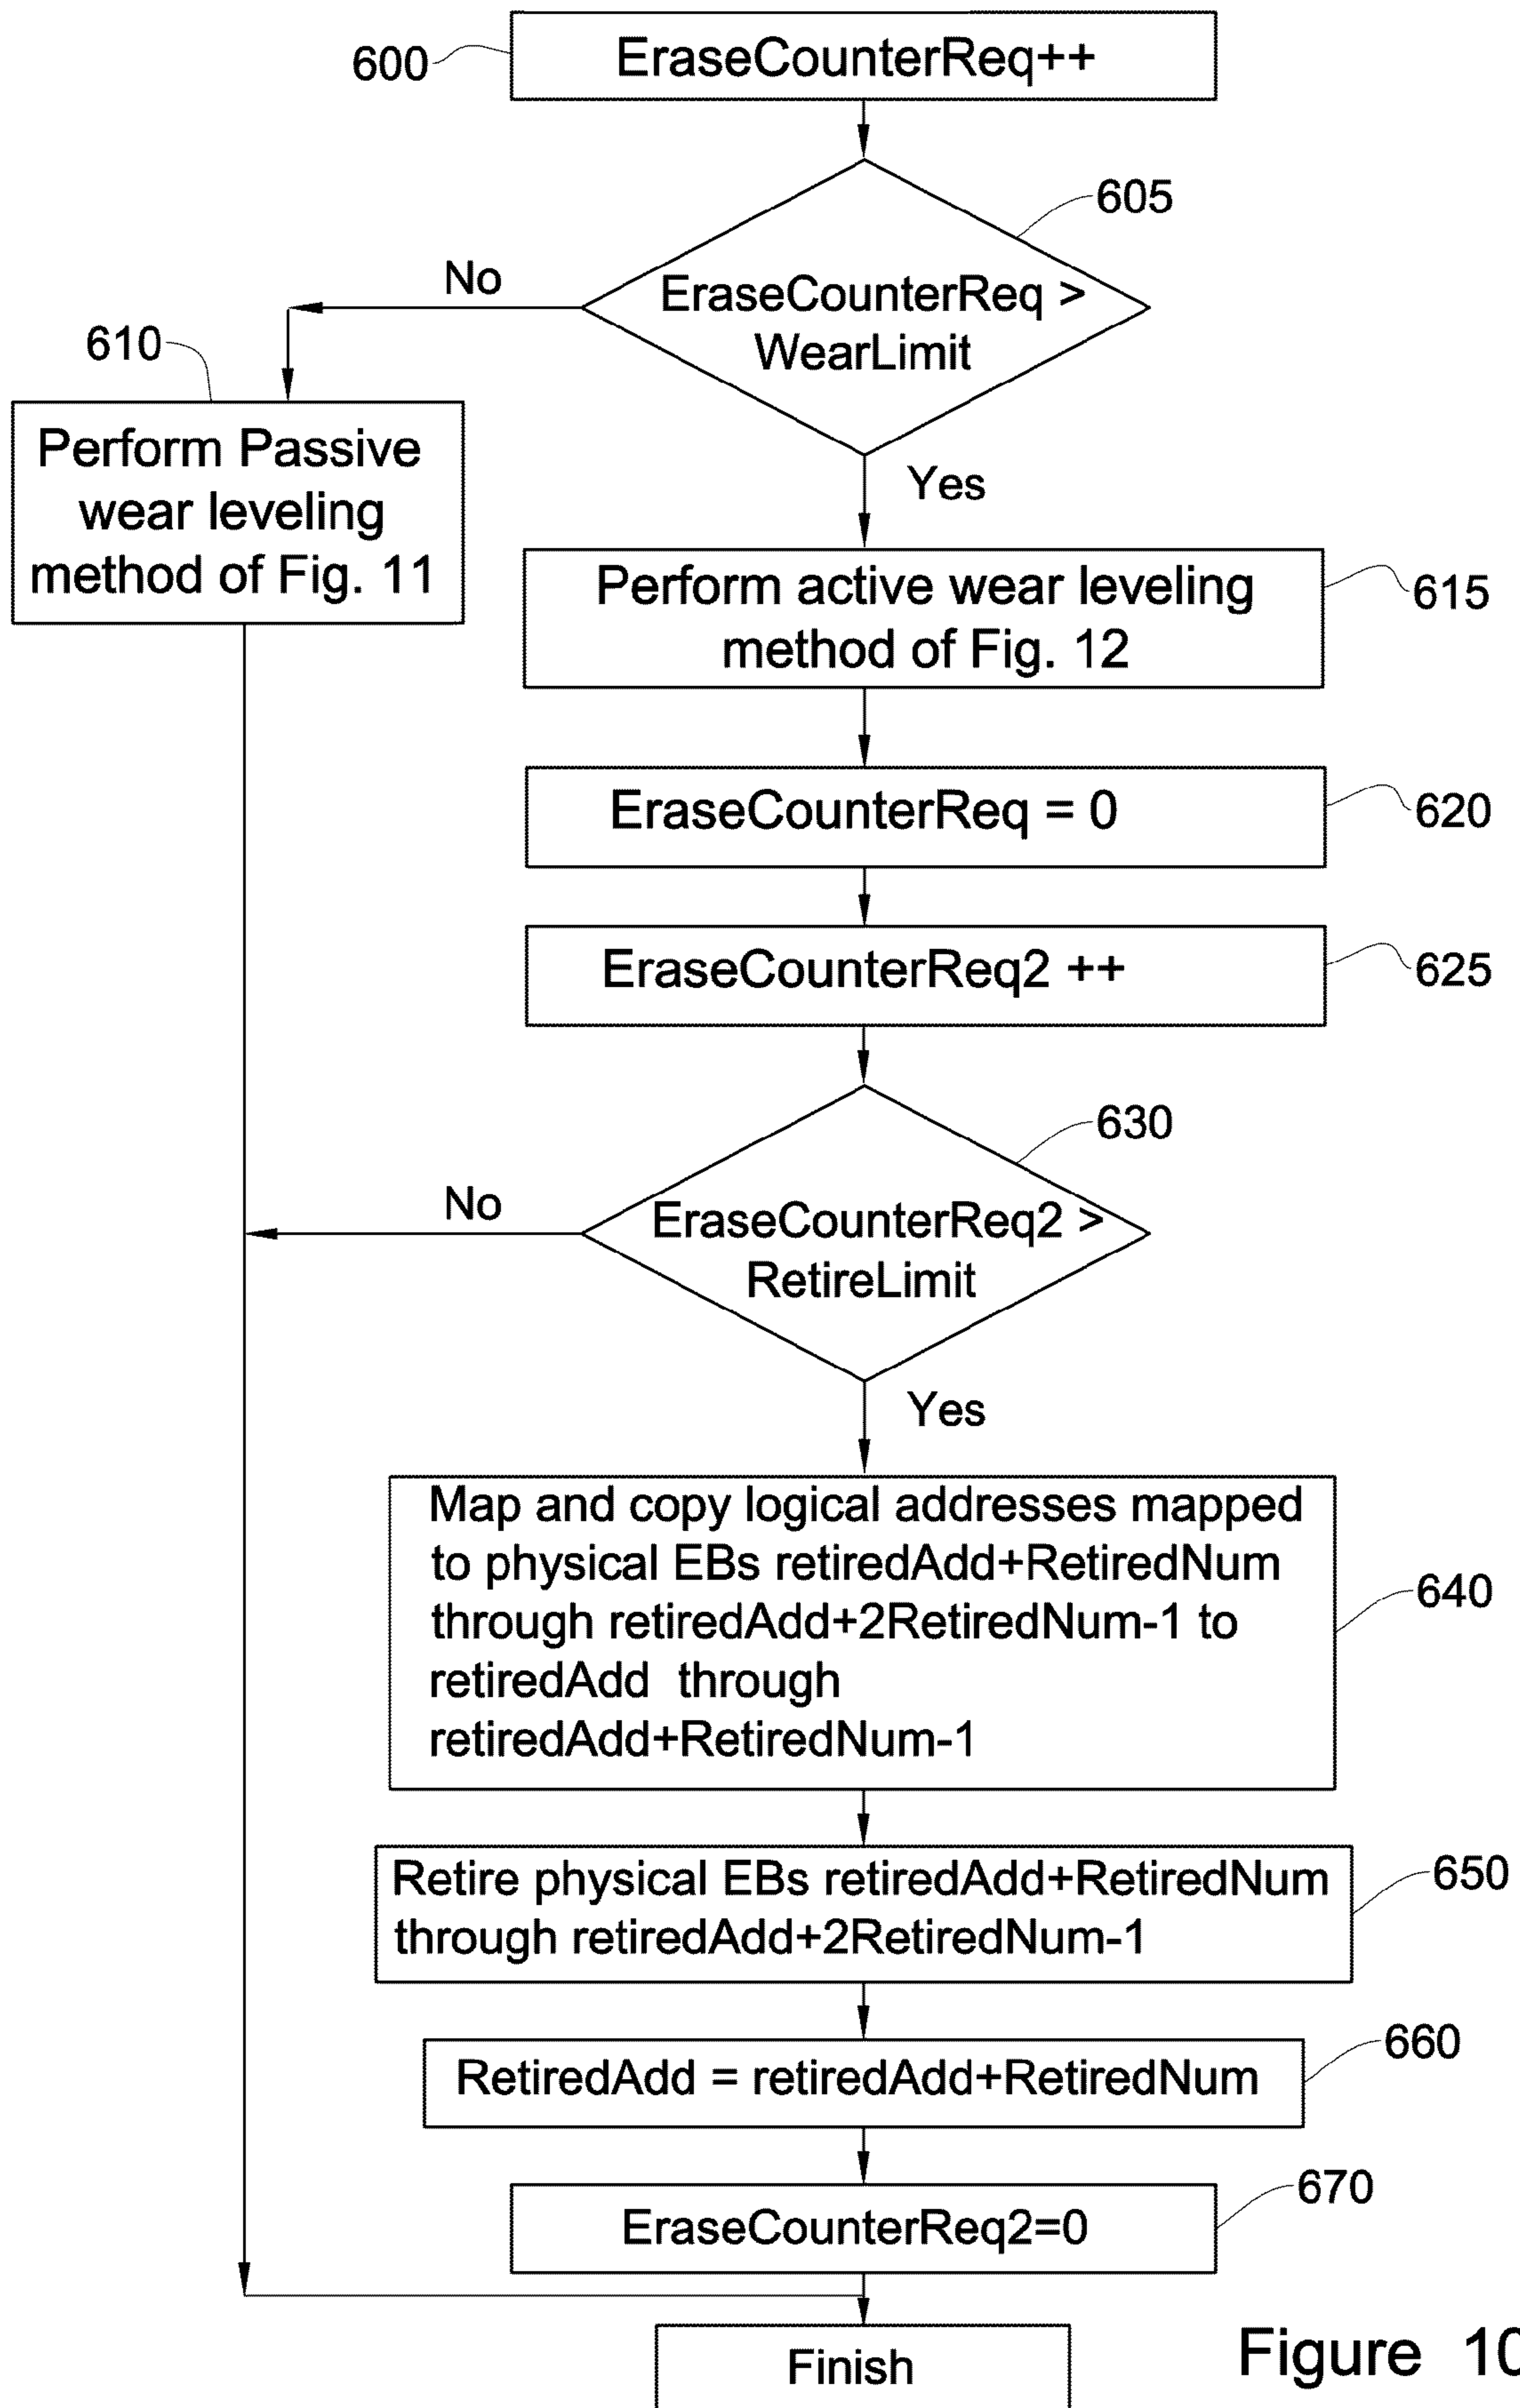 600
EraseCounterReq++
605
No
EraseCounterReq >
WearLimit
610
Perform Passive
wear leveling
method of Fig. 11
Yes
Perform active wear leveling
method of Fig. 12
615
EraseCounterReq = 0
620
EraseCounterReq2 ++
625
630
No
EraseCounterReq2 >
RetireLimit
Yes
Map and copy logical addresses mapped
to physical EBs retiredAdd+RetiredNum
through retiredAdd+2RetiredNum-1 to
retiredAdd through
retiredAdd+RetiredNum-1
640
Retire physical EBs retiredAdd+RetiredNum
through retiredAdd+2RetiredNum-1
650
RetiredAdd = retiredAdd+RetiredNum
660
EraseCounterReq2=0
670
Finish
Figure 10